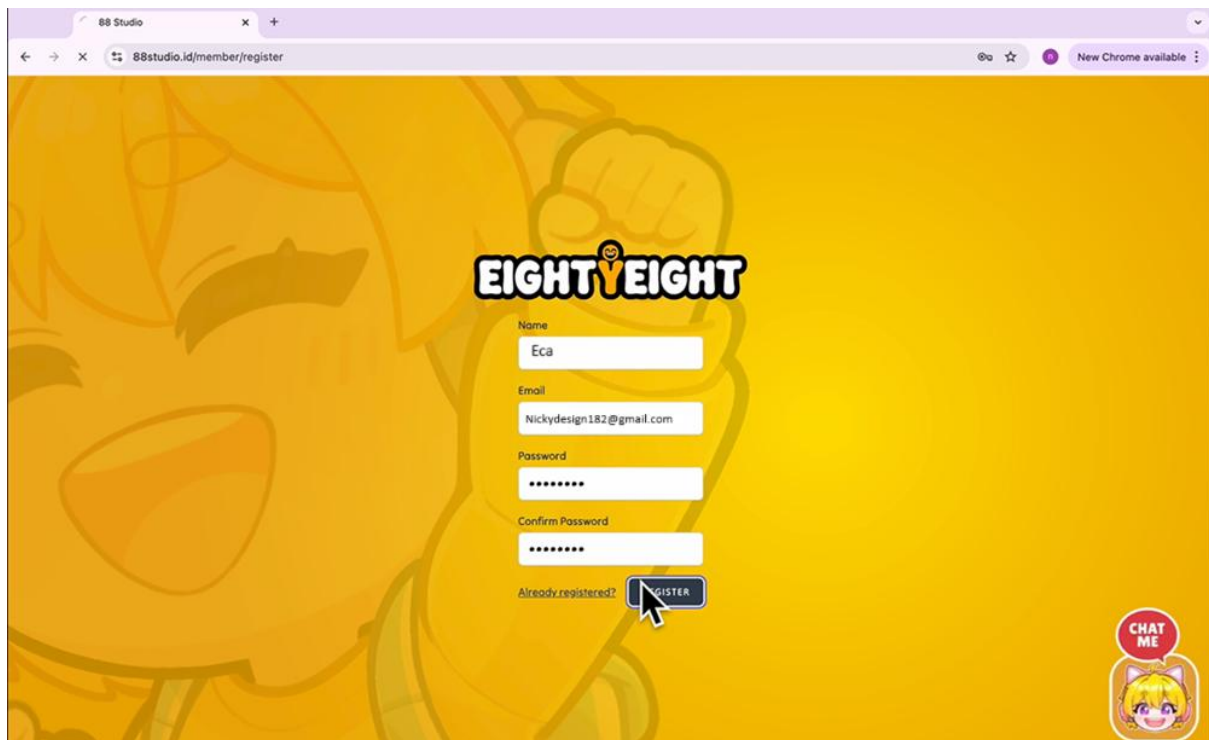 88 Studio
88studio.id/member/register
n
New Chrome available
EIGHTYEIGHT
Name
Eca
Email
Nickydesign182@gmail.com
Password
••••••••
Confirm Password
••••••••
Already registered?
REGISTER
CHAT
ME